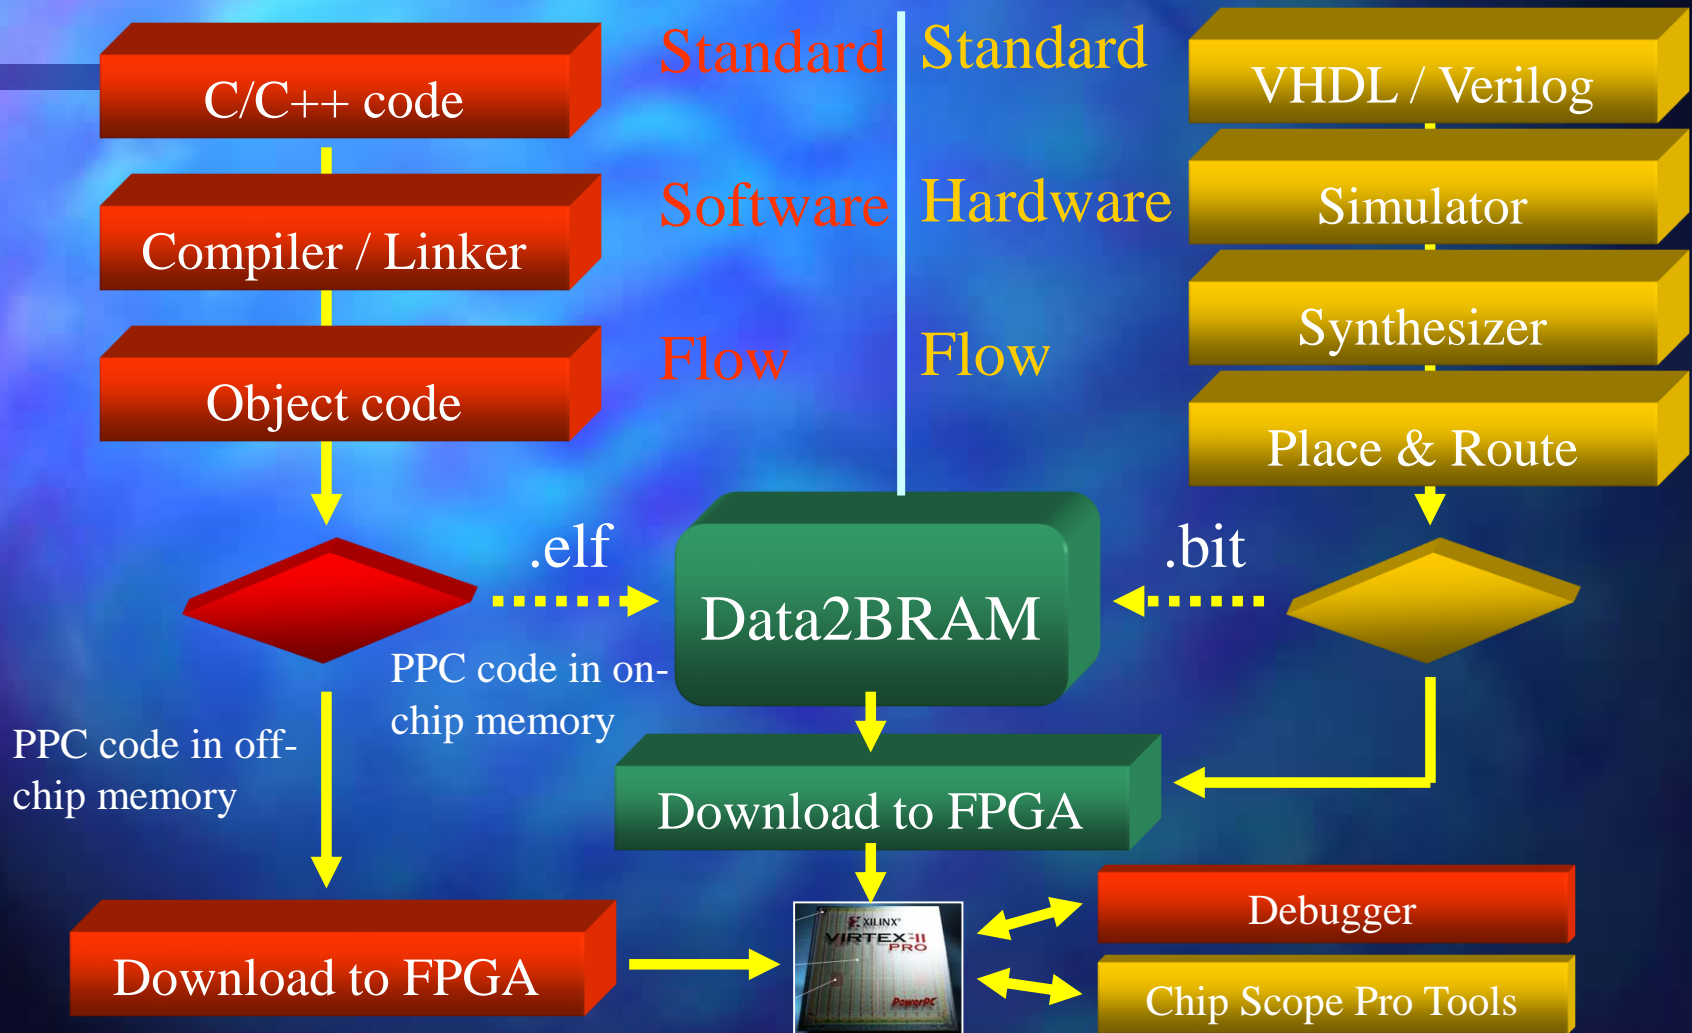 C/C++ code
Compiler / Linker
Object code
Standard
Software
Flow
Standard
Hardware
Flow
VHDL / Verilog
Simulator
Synthesizer
Place & Route
.elf
Data2BRAM
.bit
PPC code in on-
chip memory
PPC code in off-
chip memory
Download to FPGA
Download to FPGA
XILINX®
VIRTEX-II
PRO
PowerPC
Debugger
Chip Scope Pro Tools